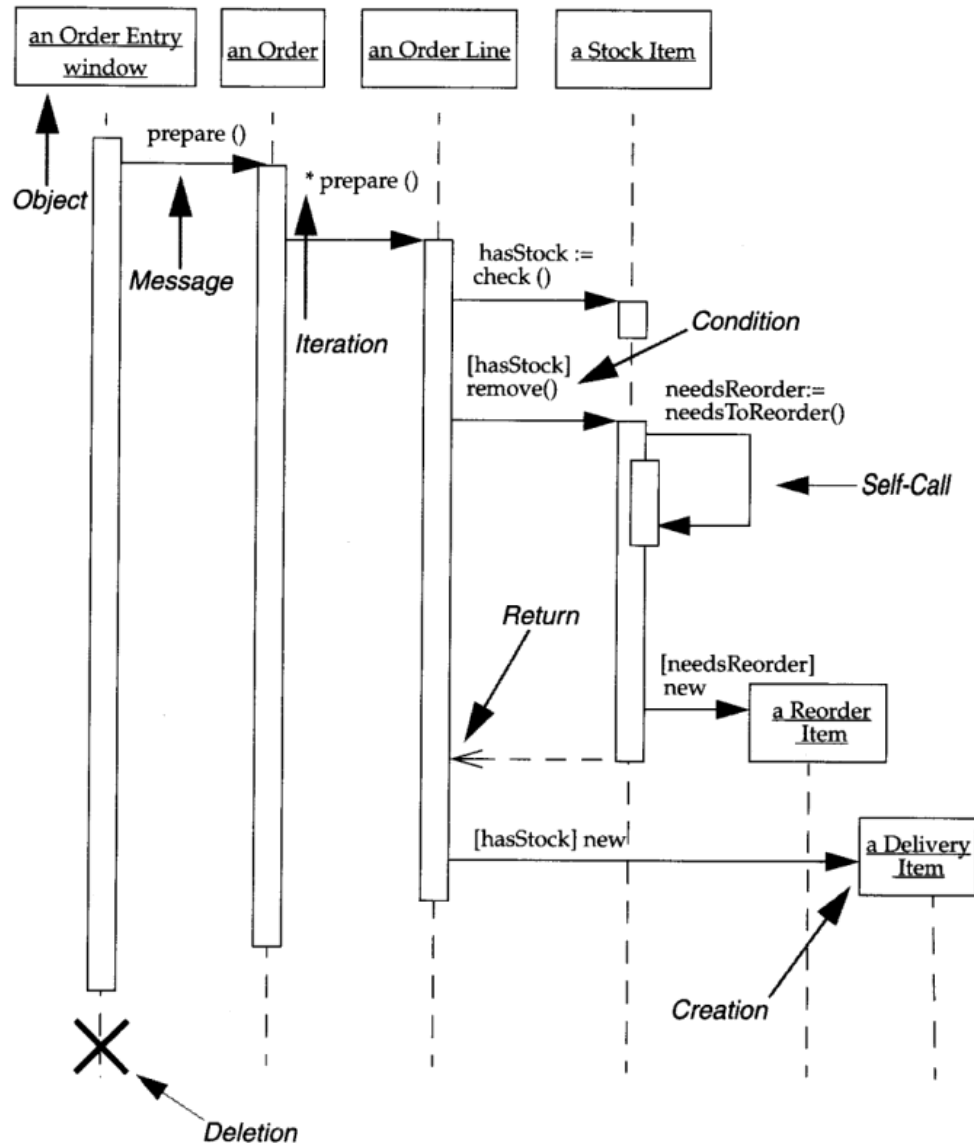 an Order Entry
window
an Order
an Order Line
a Stock Item
prepare ()
Object
* prepare ()
Message
hasStock :=
check ()
Iteration
Condition
[hasStock]
remove()
needsReorder:=
needsToReorder()
Self-Call
Return
[needsReorder]
new
a Reorder
Item
[hasStock] new
a Delivery
Item
Creation
Deletion